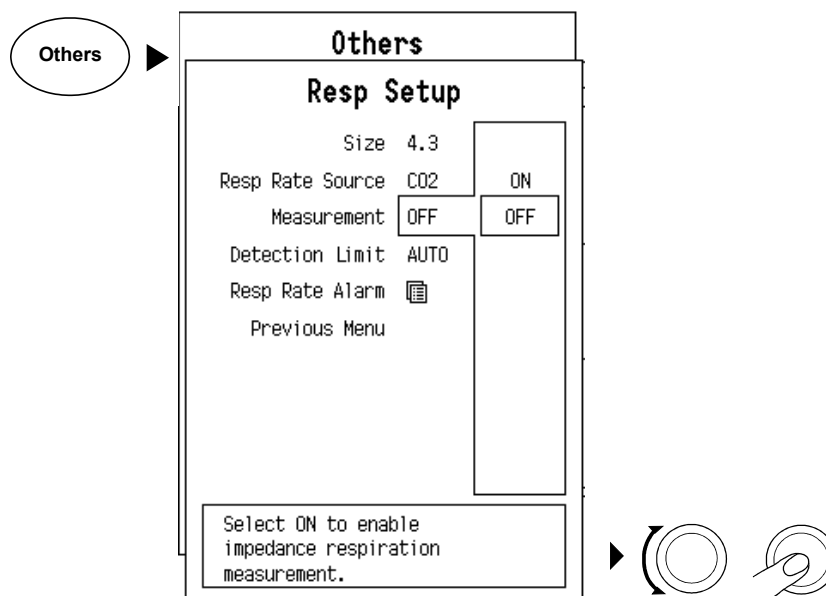 Others
Others
Resp Setup
Size 4.3
Resp Rate Source CO2 ON
Measurement OFF OFF
Detection Limit AUTO
Resp Rate Alarm
Previous Menu
Select ON to enable
impedance respiration
measurement.